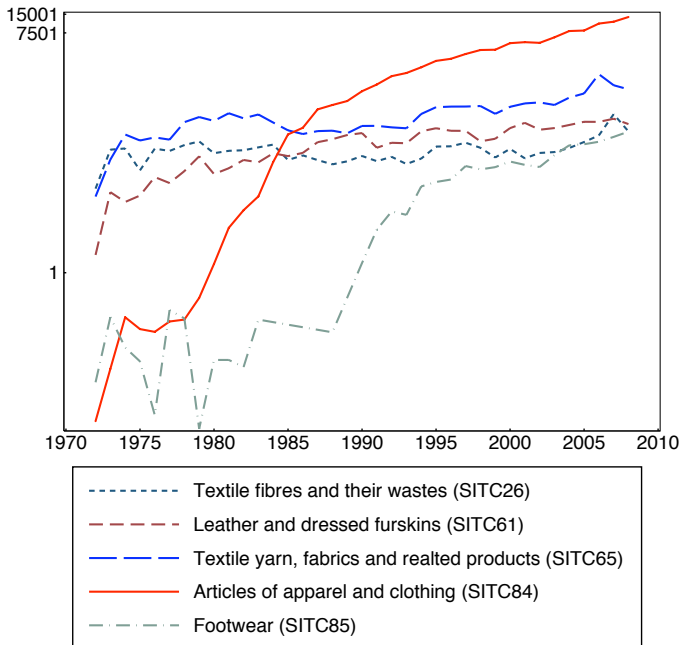 15001
7501
1
1970 1975 1980 1985 1990 1995 2000 2005 2010
Textile fibres and their wastes (SITC26)
Leather and dressed furskins (SITC61)
Textile yarn, fabrics and realted products (SITC65)
Articles of apparel and clothing (SITC84)
Footwear (SITC85)